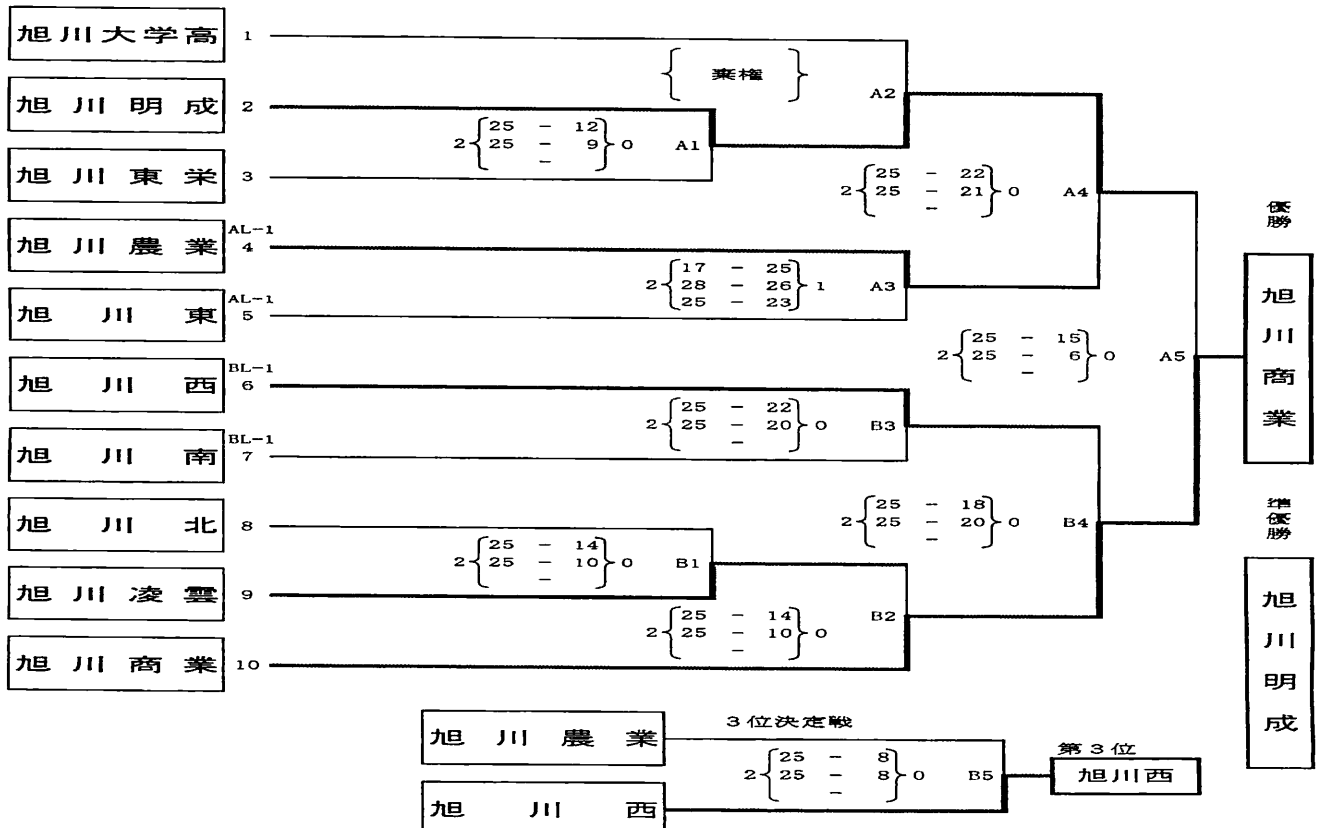 旭川大学高 1
棄権
A2
旭川明成 2
2 25 - 12 0
25 - 9
-
A1
旭川東栄 3
2 25 - 22 0
25 - 21
-
A4
優勝
旭川農業 AL-1 4
2 17 - 25 1
28 - 26
25 - 23
A3
旭川商業
旭川東 AL-1 5
2 25 - 15 0
25 - 6
-
A5
旭川西 BL-1 6
2 25 - 22 0
25 - 20
-
B3
旭川南 BL-1 7
2 25 - 18 0
25 - 20
-
B4
準優勝
旭川北 8
2 25 - 14 0
25 - 10
-
B1
旭川明成
旭川凌雲 9
2 25 - 14 0
25 - 10
-
B2
旭川商業 10
3位決定戦
旭川農業
2 25 - 8 0
25 - 8
-
B5
第3位
旭川西
旭川西